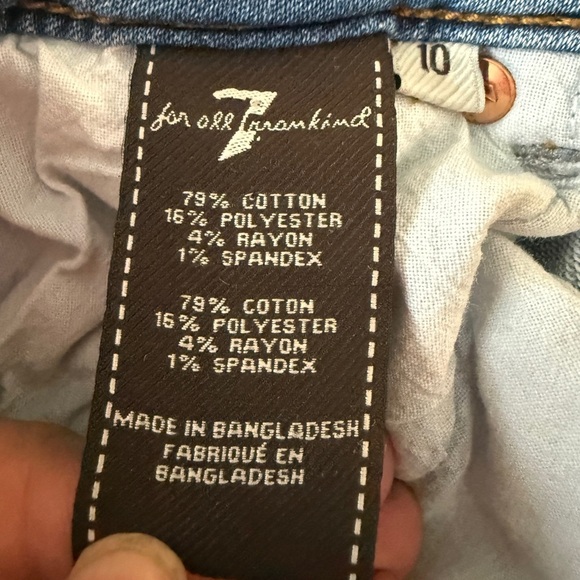 10
7 for all mankind
79% COTTON
16% POLYESTER
4% RAYON
1% SPANDEX
79% COTON
16% POLYESTER
4% RAYON
1% SPANDEX
MADE IN BANGLADESH
FABRIQUÉ EN
BANGLADESH